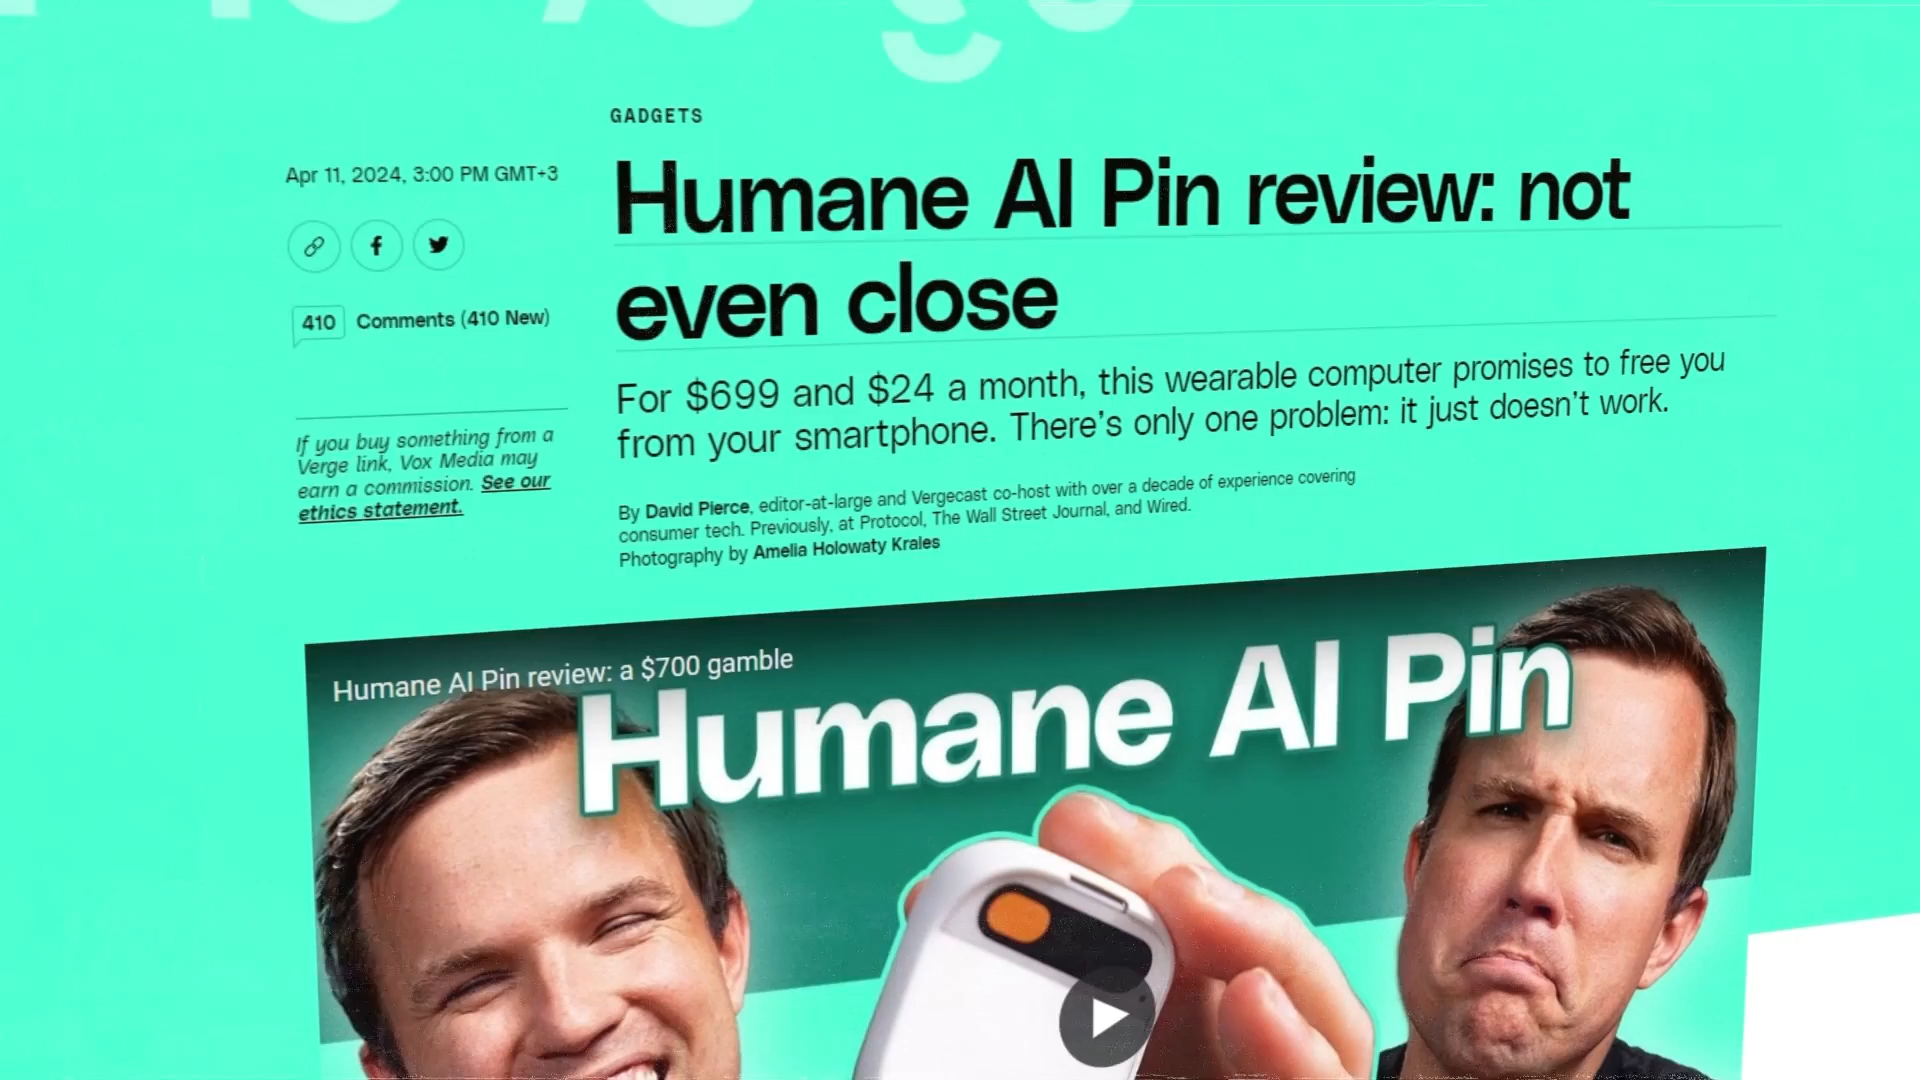 GADGETS
Apr 11, 2024, 3:00 PM GMT+3
Humane AI Pin review: not
even close
410 Comments (410 New)
For $699 and $24 a month, this wearable computer promises to free you
from your smartphone. There's only one problem: it just doesn't work.
If you buy something from a
Verge link, Vox Media may
earn a commission. See our
ethics statement.
By David Pierce, editor-at-large and Vergecast co-host with over a decade of experience covering
consumer tech. Previously, at Protocol, The Wall Street Journal, and Wired.
Photography by Amelia Holowaty Krales
Humane AI Pin review: a $700 gamble
Humane AI Pin